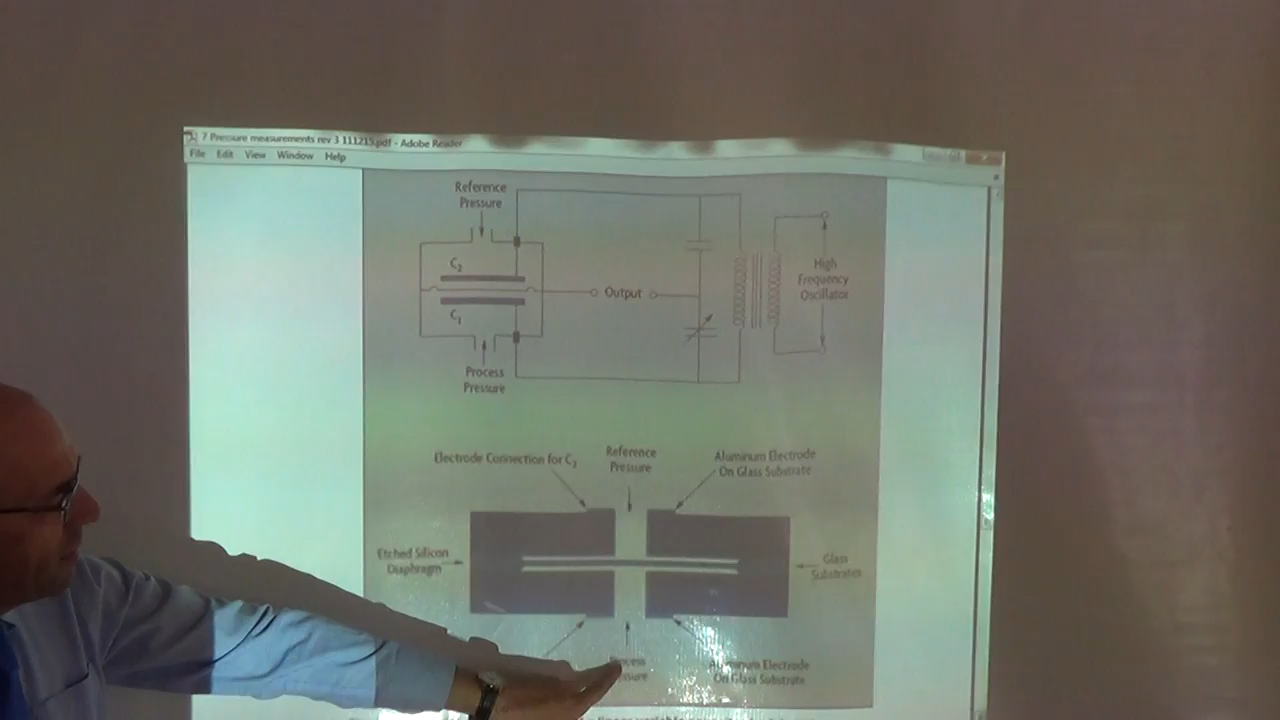 7 Pressure measurements rev 3 111215.pdf - Adobe Reader
File Edit View Window Help
Reference
Pressure
C2
C1
Output
High
Frequency
Oscillator
Process
Pressure
Electrode Connection for C2
Reference
Pressure
Aluminum Electrode
On Glass Substrate
Etched Silicon
Diaphragm
Glass
Substrates
Aluminum Electrode
On Glass Substrate